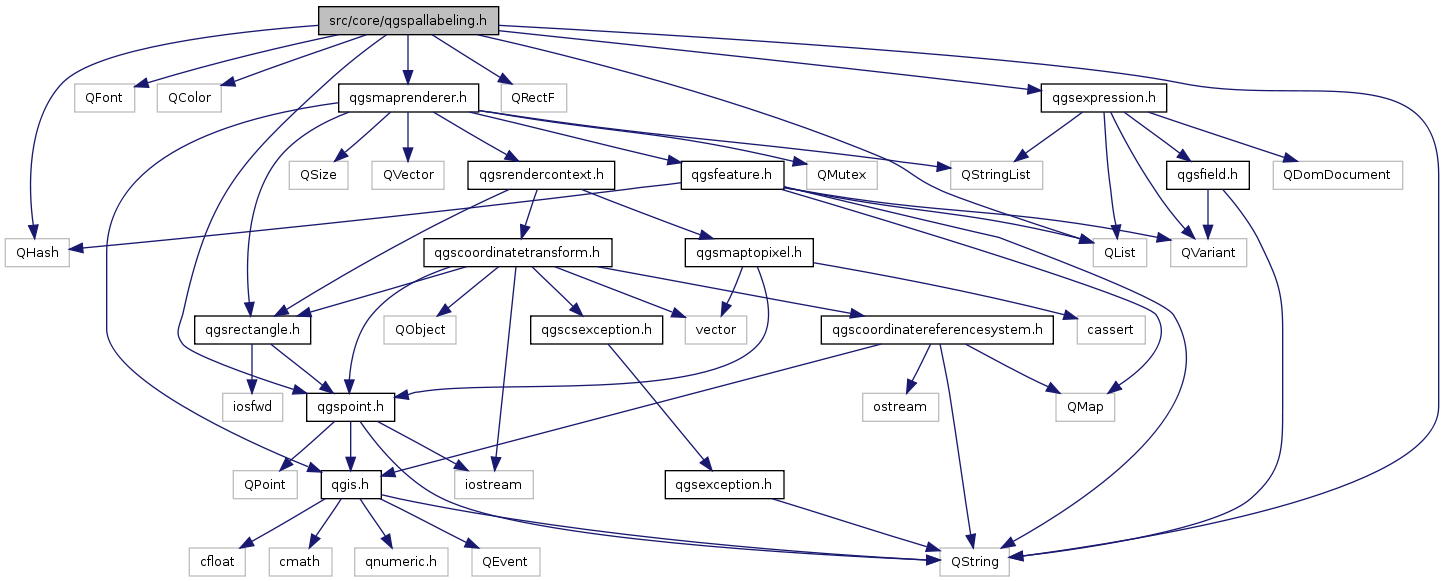 src/core/qgspallabeling.h
QFont
QColor
qgsmaprenderer.h
QRectF
qgsexpression.h
QSize
QVector
qgsrendercontext.h
qgsfeature.h
QMutex
QStringList
qgsfield.h
QDomDocument
QHash
qgscoordinatetransform.h
qgsmaptopixel.h
QList
QVariant
qgsrectangle.h
QObject
qgscsexception.h
vector
qgscoordinatereferencesystem.h
cassert
iosfwd
qgspoint.h
ostream
QMap
QPoint
qgis.h
iostream
qgsexception.h
cfloat
cmath
qnumeric.h
QEvent
QString